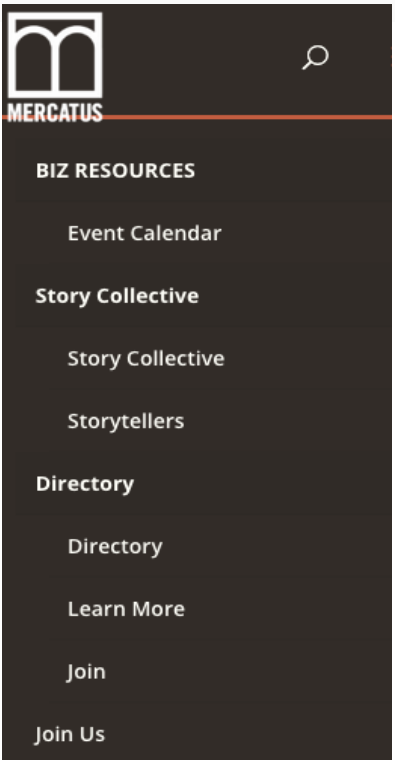 MERCATUS
BIZ RESOURCES
Event Calendar
Story Collective
Story Collective
Storytellers
Directory
Directory
Learn More
Join
Join Us